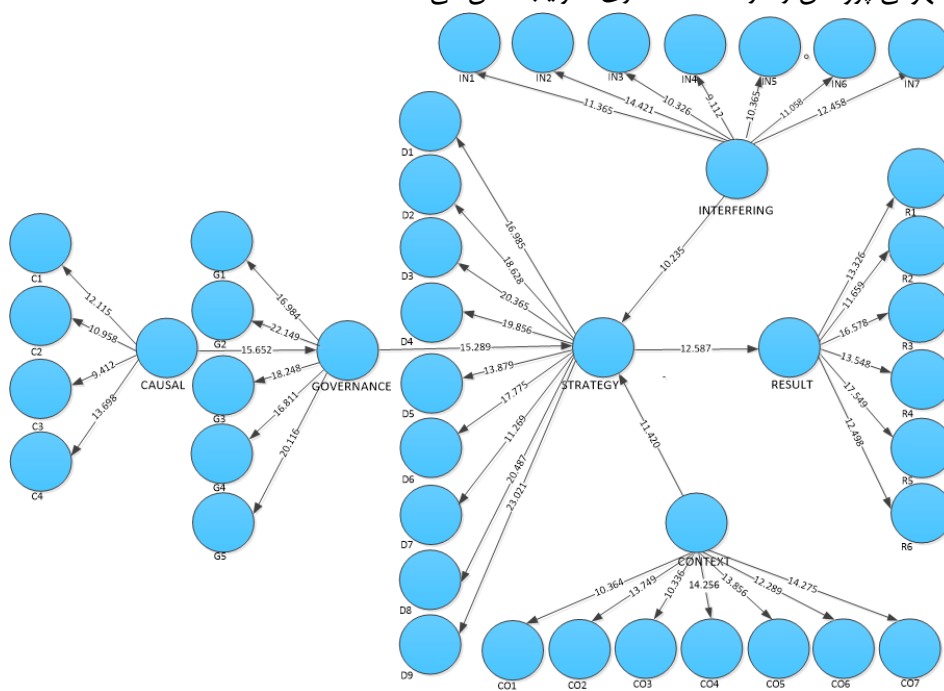 IN1 IN2 IN3 IN4 IN5 IN6 IN7
11.365 14.421 10.326 9.112 10.365 11.058 12.458
INTERFERING
10.235
D1
D2
D3
D4
D5
D6
D7
D8
D9
16.985
18.628
20.365
19.856
13.879
17.775
11.269
20.487
23.021
C1
C2
C3
C4
12.115
10.958
9.412
13.698
CAUSAL
15.652
G1
G2
G3
G4
G5
16.984
22.149
18.248
16.811
20.116
GOVERNANCE
15.289
STRATEGY
12.587
RESULT
R1
R2
R3
R4
R5
R6
13.326
11.659
16.578
13.548
17.549
12.498
11.420
CONTEXT
10.364 13.749 10.336 14.256 13.856 12.289 14.275
CO1 CO2 CO3 CO4 CO5 CO6 CO7